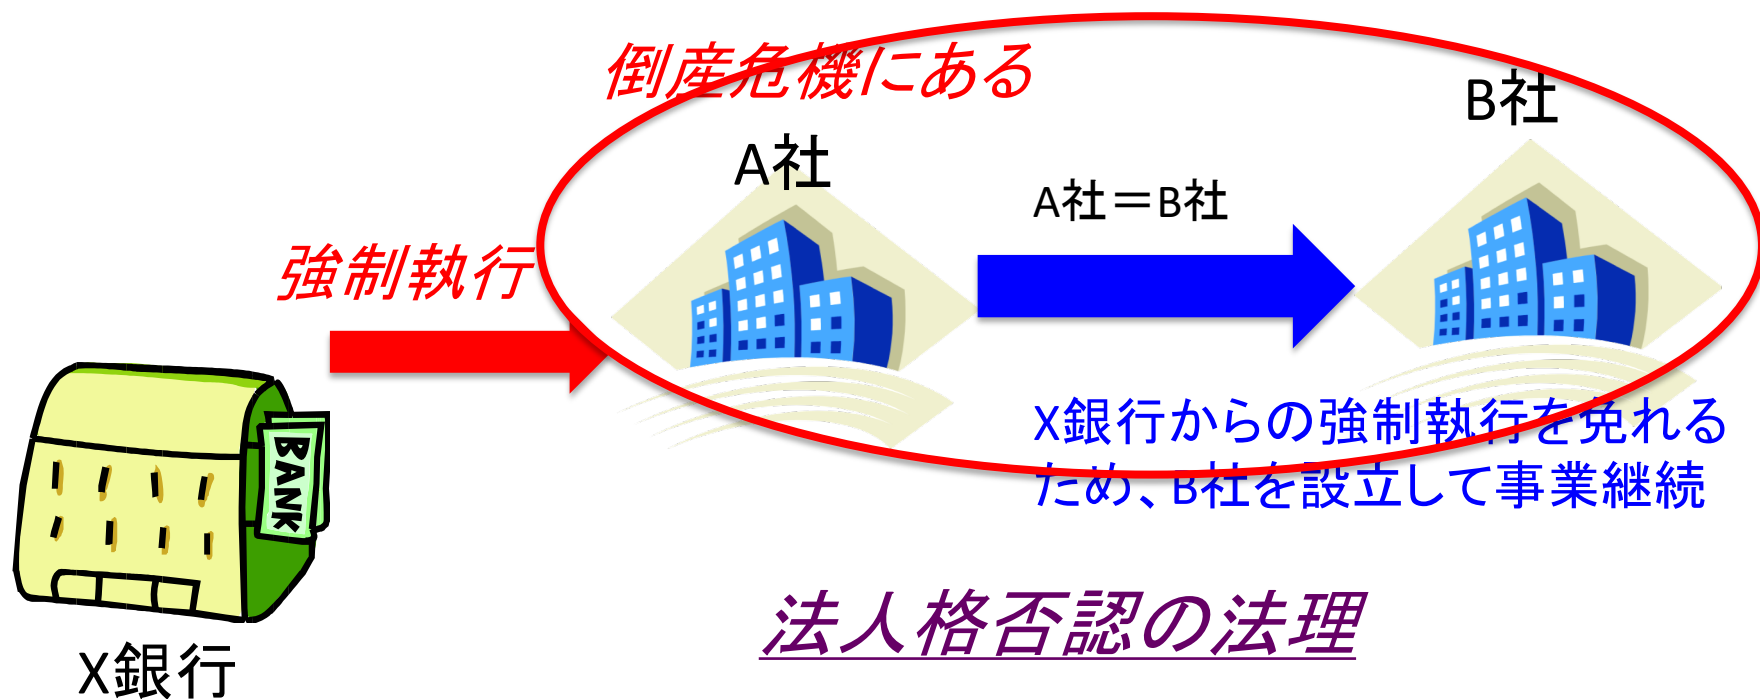 倒産危機にある
B社
A社
A社＝B社
強制執行
BANK
X銀行からの強制執行を免れる
ため、B社を設立して事業継続
法人格否認の法理
X銀行